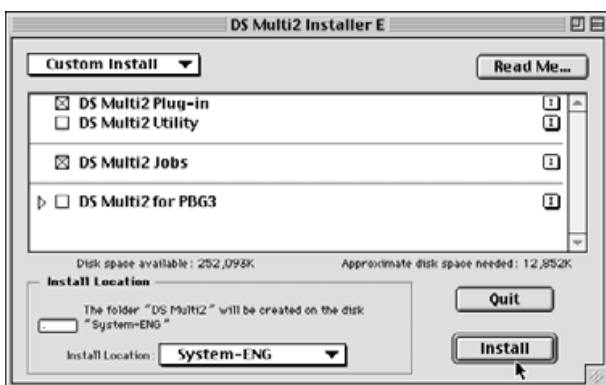 DS Multi2 Installer E
Custom Install
Read Me...
DS Multi2 Plug-in
DS Multi2 Utility
DS Multi2 Jobs
DS Multi2 for PBG3
Disk space available: 252,093K Approximate disk space needed: 12,852K
Install Location
The folder "DS Multi2" will be created on the disk
"System-ENG"
Install Location: System-ENG
Quit
Install